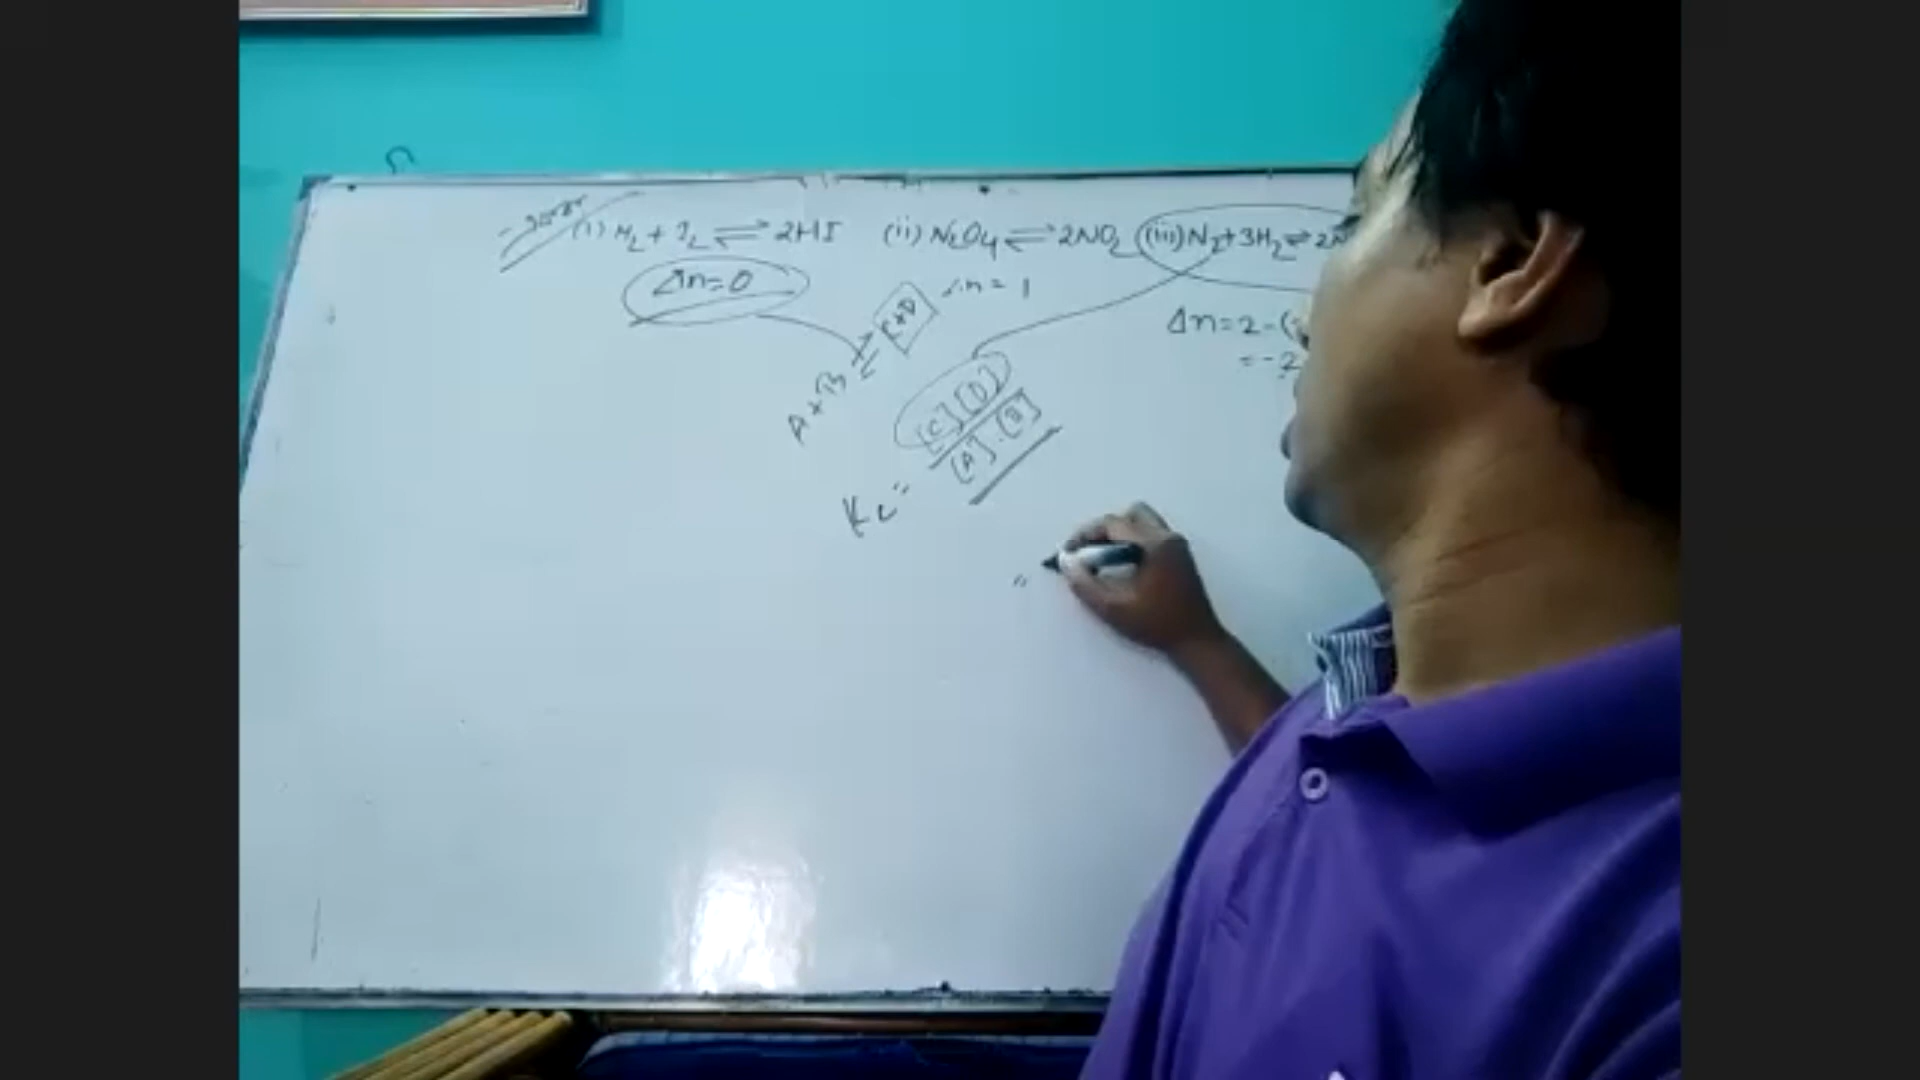 (i) H₂ + I₂ ⇌ 2HI (ii) N₂O₄ ⇌ 2NO₂ (iii) N₂+3H₂ ⇌ 2N
Δn=0
Δn = 1
Δn = 2-(
= -2
A+B ⇌ C+D
Kc = [C][D] / [A].[B]
=